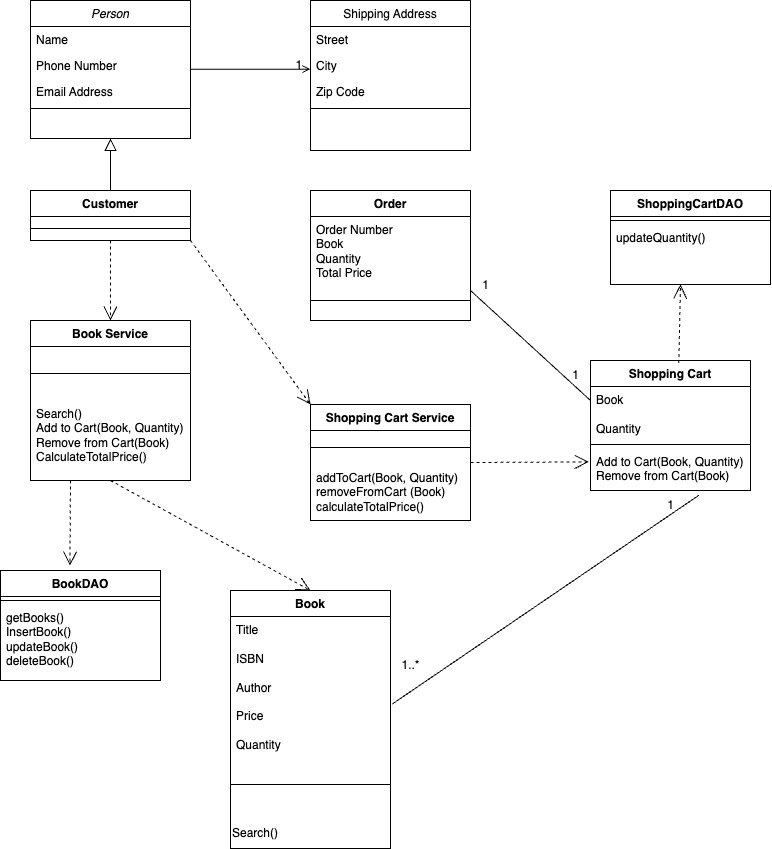 Person
Name
Phone Number
Email Address
Shipping Address
Street
City
Zip Code
1
Customer
Order
Order Number
Book
Quantity
Total Price
ShoppingCartDAO
updateQuantity()
1
1
Book Service
Search()
Add to Cart(Book, Quantity)
Remove from Cart(Book)
CalculateTotalPrice()
Shopping Cart Service
addToCart(Book, Quantity)
removeFromCart (Book)
calculateTotalPrice()
Shopping Cart
Book
Quantity
Add to Cart(Book, Quantity)
Remove from Cart(Book)
1
BookDAO
getBooks()
InsertBook()
updateBook()
deleteBook()
Book
Title
ISBN
Author
Price
Quantity
Search()
1..*